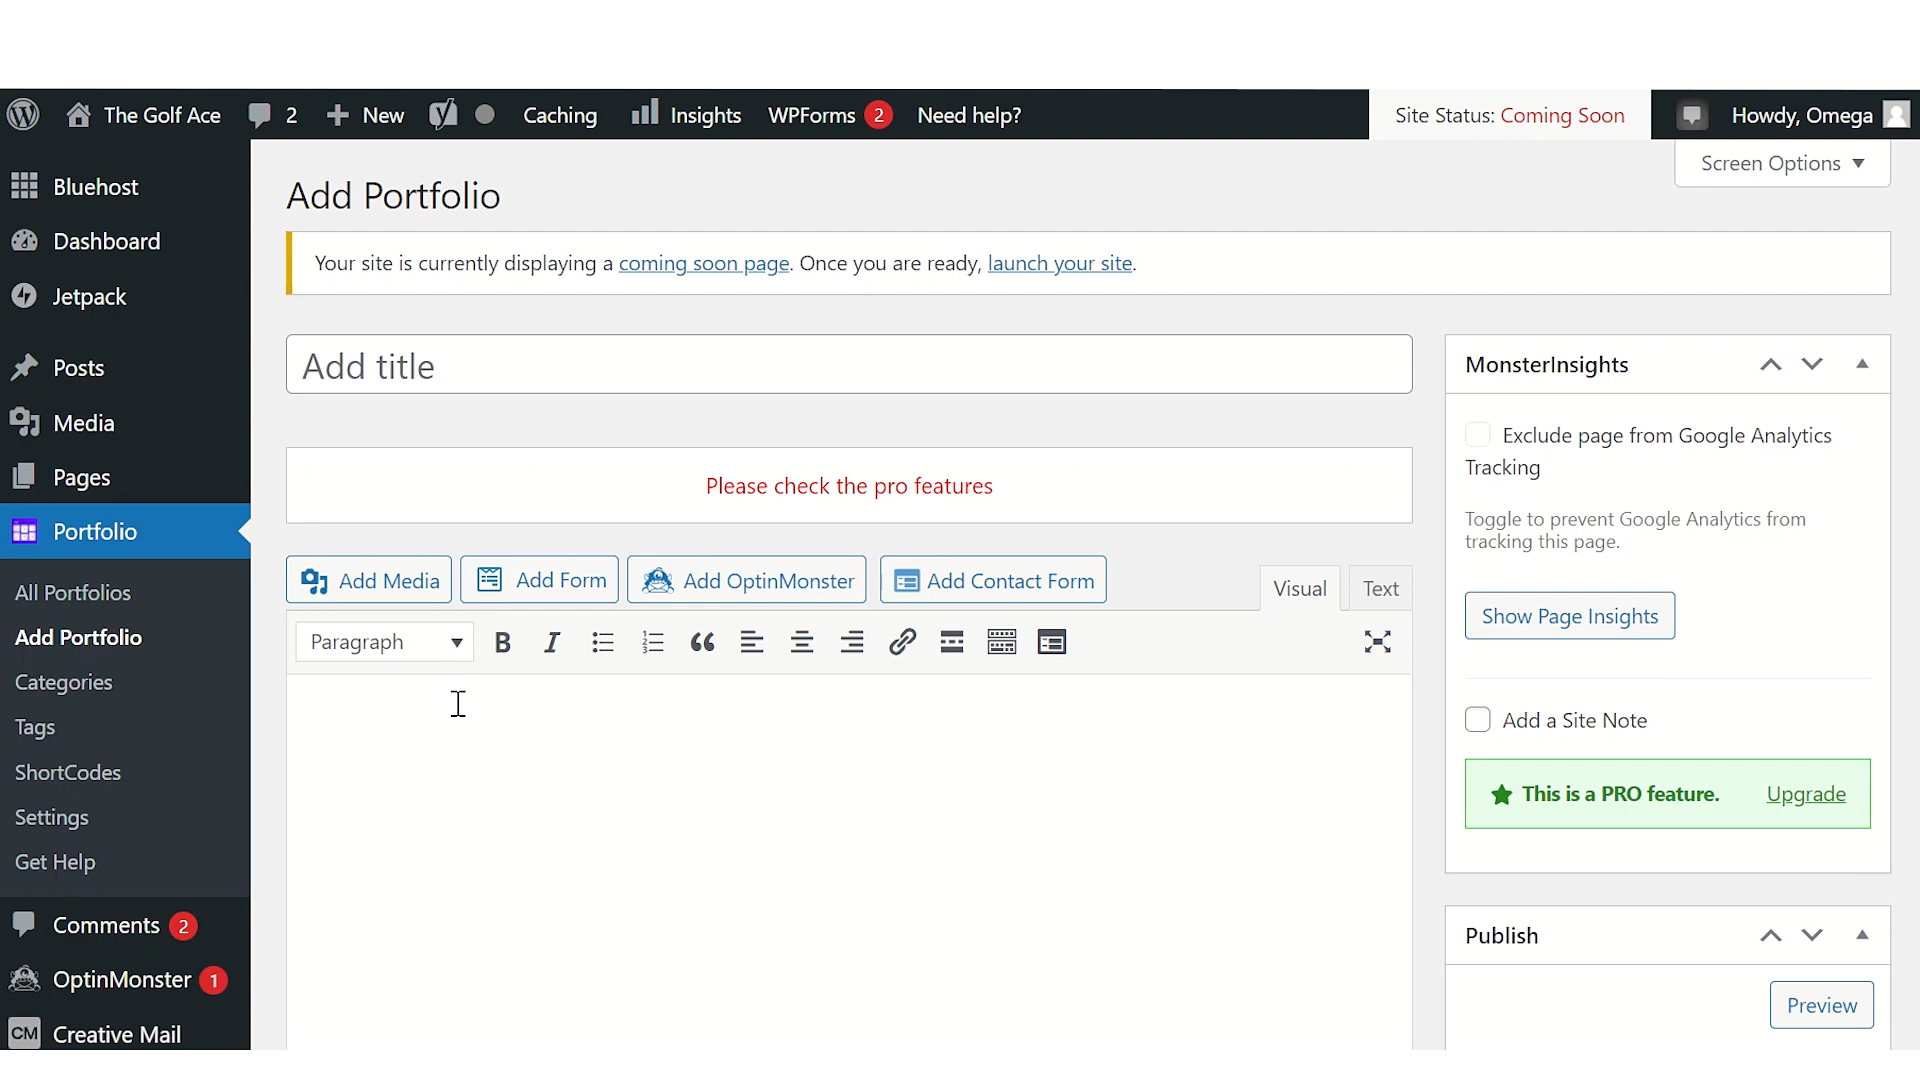 The Golf Ace 2 New Caching Insights WPForms 2 Need help? Site Status: Coming Soon Howdy, Omega
Screen Options
Bluehost
Dashboard
Jetpack
Posts
Media
Pages
Portfolio
All Portfolios
Add Portfolio
Categories
Tags
ShortCodes
Settings
Get Help
Comments 2
OptinMonster 1
CM Creative Mail
Add Portfolio
Your site is currently displaying a coming soon page. Once you are ready, launch your site.
Add title
Please check the pro features
Add Media Add Form Add OptinMonster Add Contact Form Visual Text
Paragraph B I
MonsterInsights
Exclude page from Google Analytics
Tracking
Toggle to prevent Google Analytics from
tracking this page.
Show Page Insights
Add a Site Note
This is a PRO feature. Upgrade
Publish
Preview